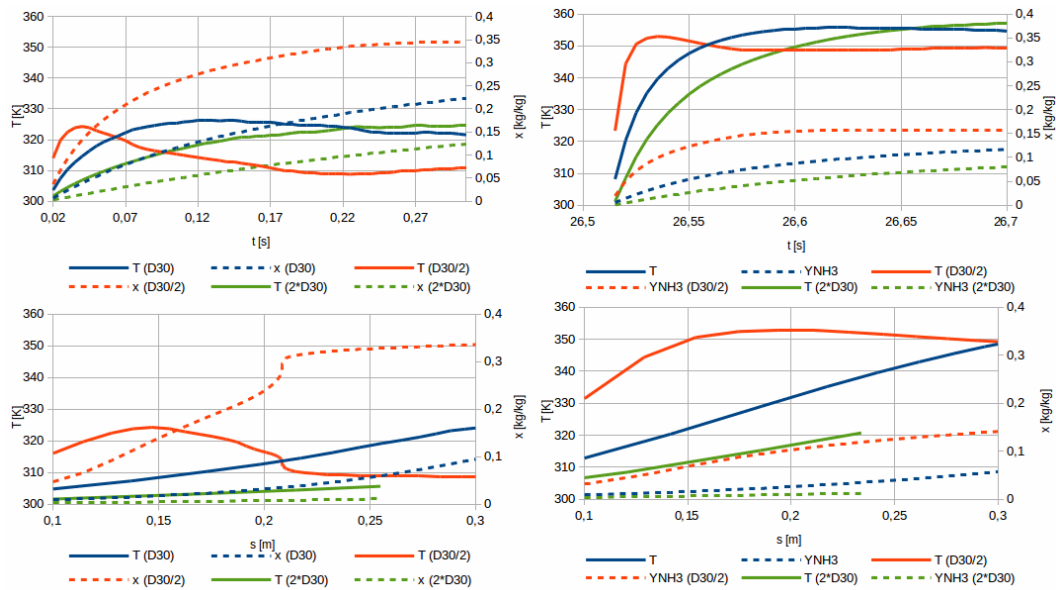 360 0,4 360 0,4
350 0,35 350 0,35
0,3 0,3
340 0,25 340 0,25
330 0,2 330 0,2
320 0,15 320 0,15
310 0,1 310 0,1
0,05 0,05
300 0 300 0
T[K] x [kg/kg] T[K] x [kg/kg]
0,02 0,07 0,12 0,17 0,22 0,27 26,5 26,55 26,6 26,65 26,7
t [s] t [s]
T (D30) x (D30) T (D30/2) T YNH3 T (D30/2)
x (D30/2) T (2*D30) x (2*D30) YNH3 (D30/2) T (2*D30) YNH3 (2*D30)
360 0,4 360 0,4
350 350
340 0,3 340 0,3
330 0,2 330 0,2
320 320
310 0,1 310 0,1
300 0 300 0
T[K] x [kg/kg] T[K] x [kg/kg]
0,1 0,15 0,2 0,25 0,3 0,1 0,15 0,2 0,25 0,3
s [m] s [m]
T (D30) x (D30) T (D30/2) T YNH3 T (D30/2)
x (D30/2) T (2*D30) x (2*D30) YNH3 (D30/2) T (2*D30) YNH3 (2*D30)